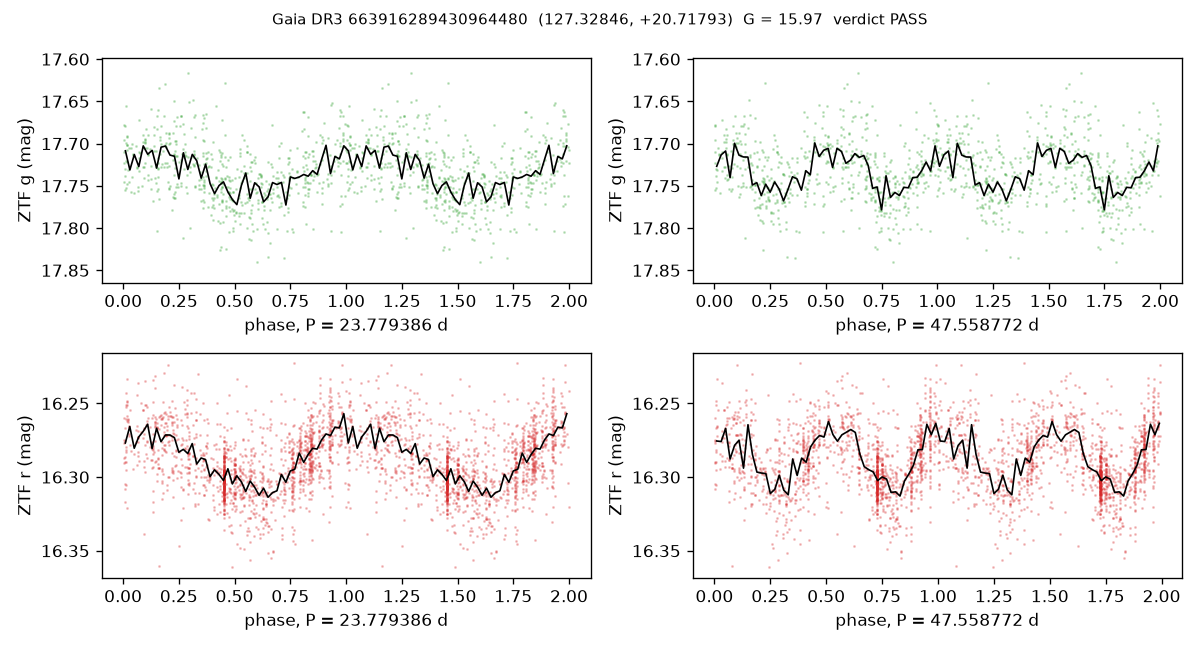 Gaia DR3 663916289430964480  (127.32846, +20.71793)  G = 15.97  verdict PASS
17.60
17.65
17.70
17.75
17.80
17.85
ZTF g (mag)
0.00 0.25 0.50 0.75 1.00 1.25 1.50 1.75 2.00
phase, P = 23.779386 d
17.60
17.65
17.70
17.75
17.80
17.85
ZTF g (mag)
0.00 0.25 0.50 0.75 1.00 1.25 1.50 1.75 2.00
phase, P = 47.558772 d
16.25
16.30
16.35
ZTF r (mag)
0.00 0.25 0.50 0.75 1.00 1.25 1.50 1.75 2.00
phase, P = 23.779386 d
16.25
16.30
16.35
ZTF r (mag)
0.00 0.25 0.50 0.75 1.00 1.25 1.50 1.75 2.00
phase, P = 47.558772 d